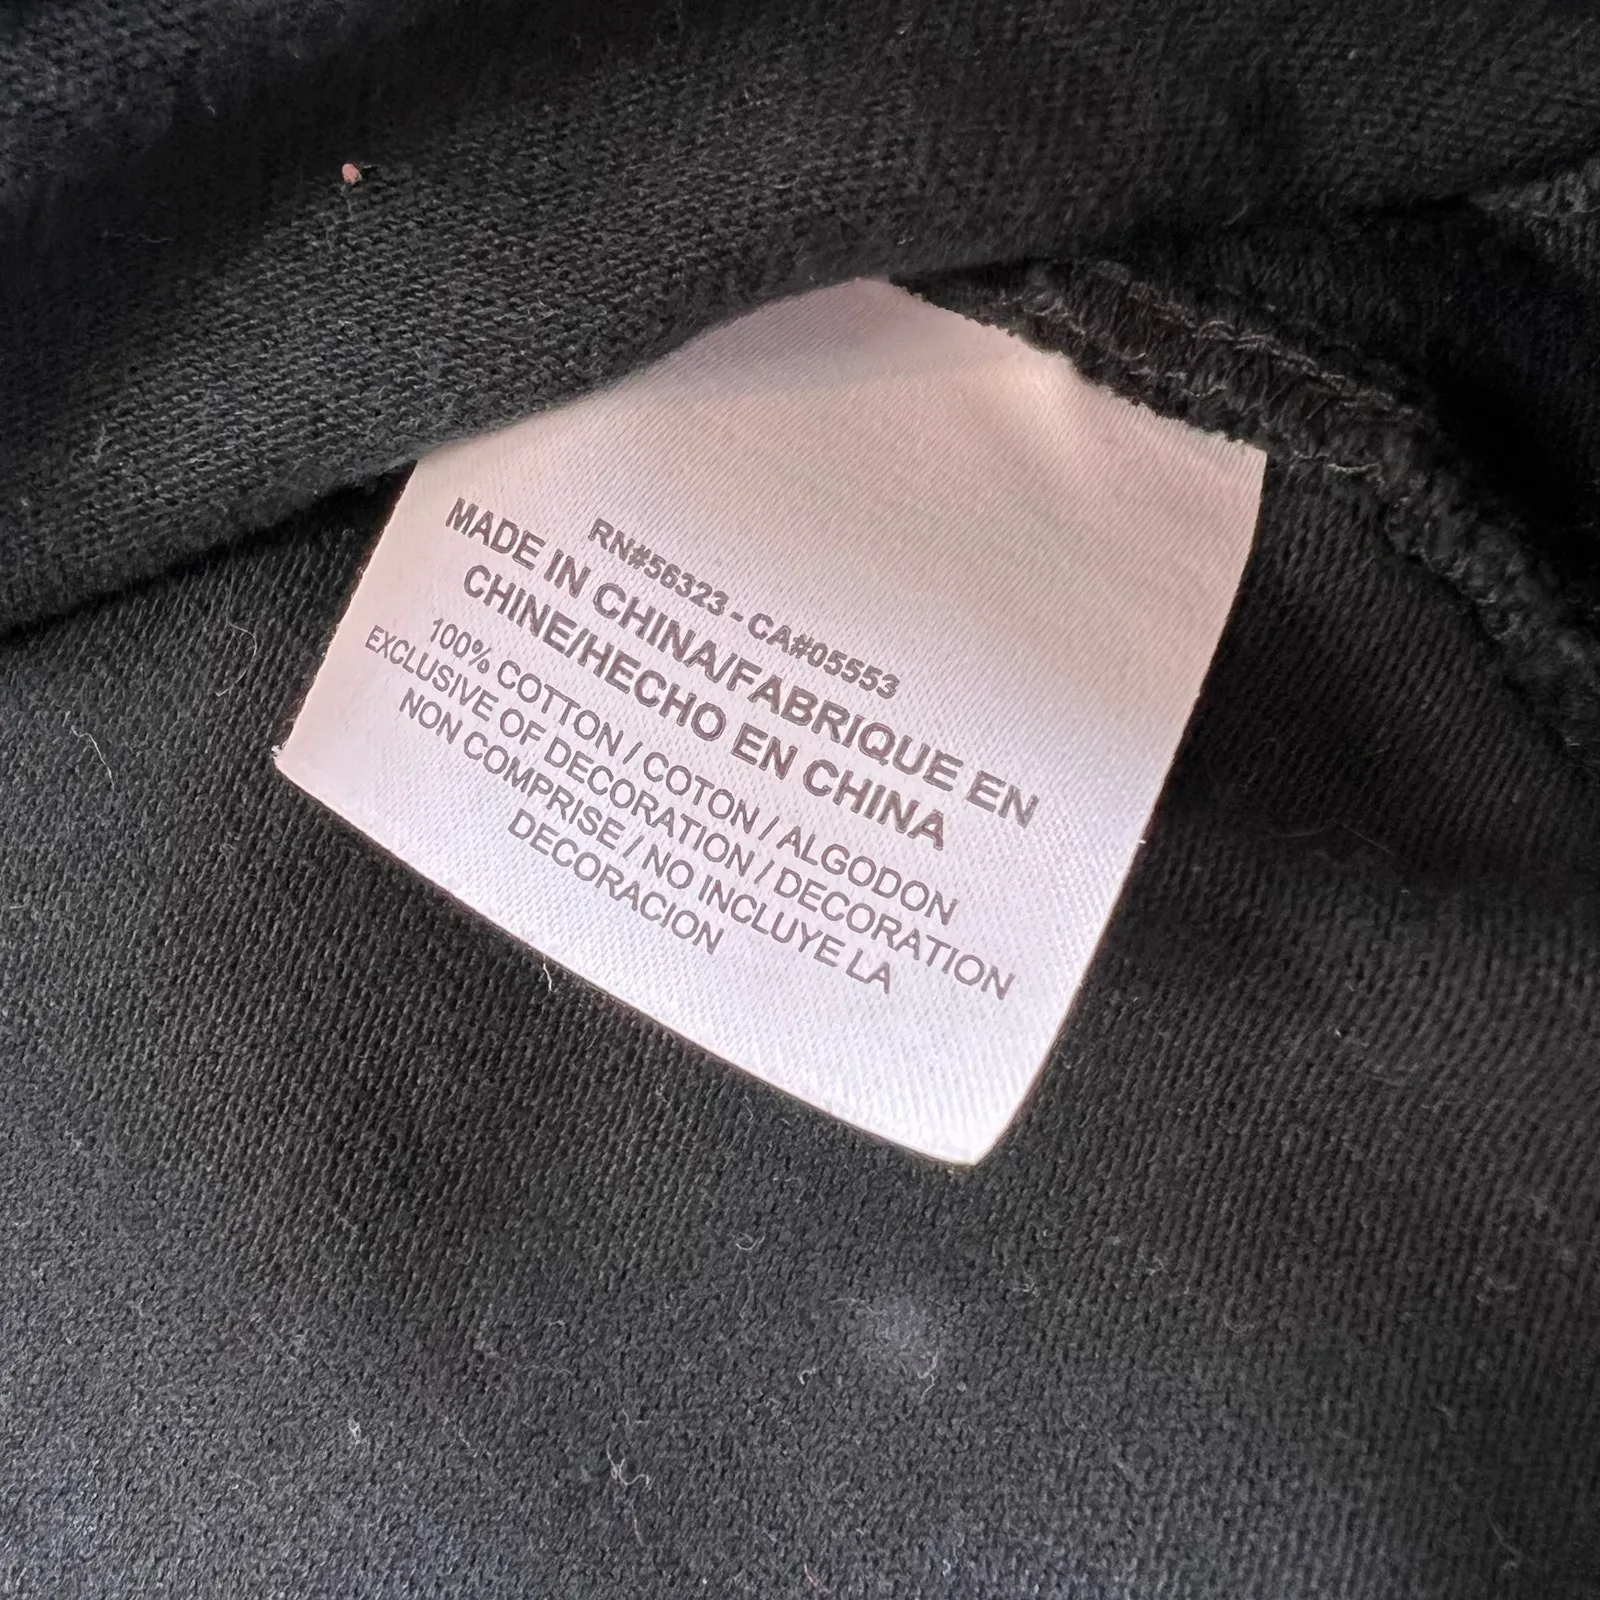 RN#56323 - CA#05553
MADE IN CHINA/FABRIQUE EN
CHINE/HECHO EN CHINA
100% COTTON / COTON / ALGODON
EXCLUSIVE OF DECORATION / DECORATION
NON COMPRISE / NO INCLUYE LA
DECORACION